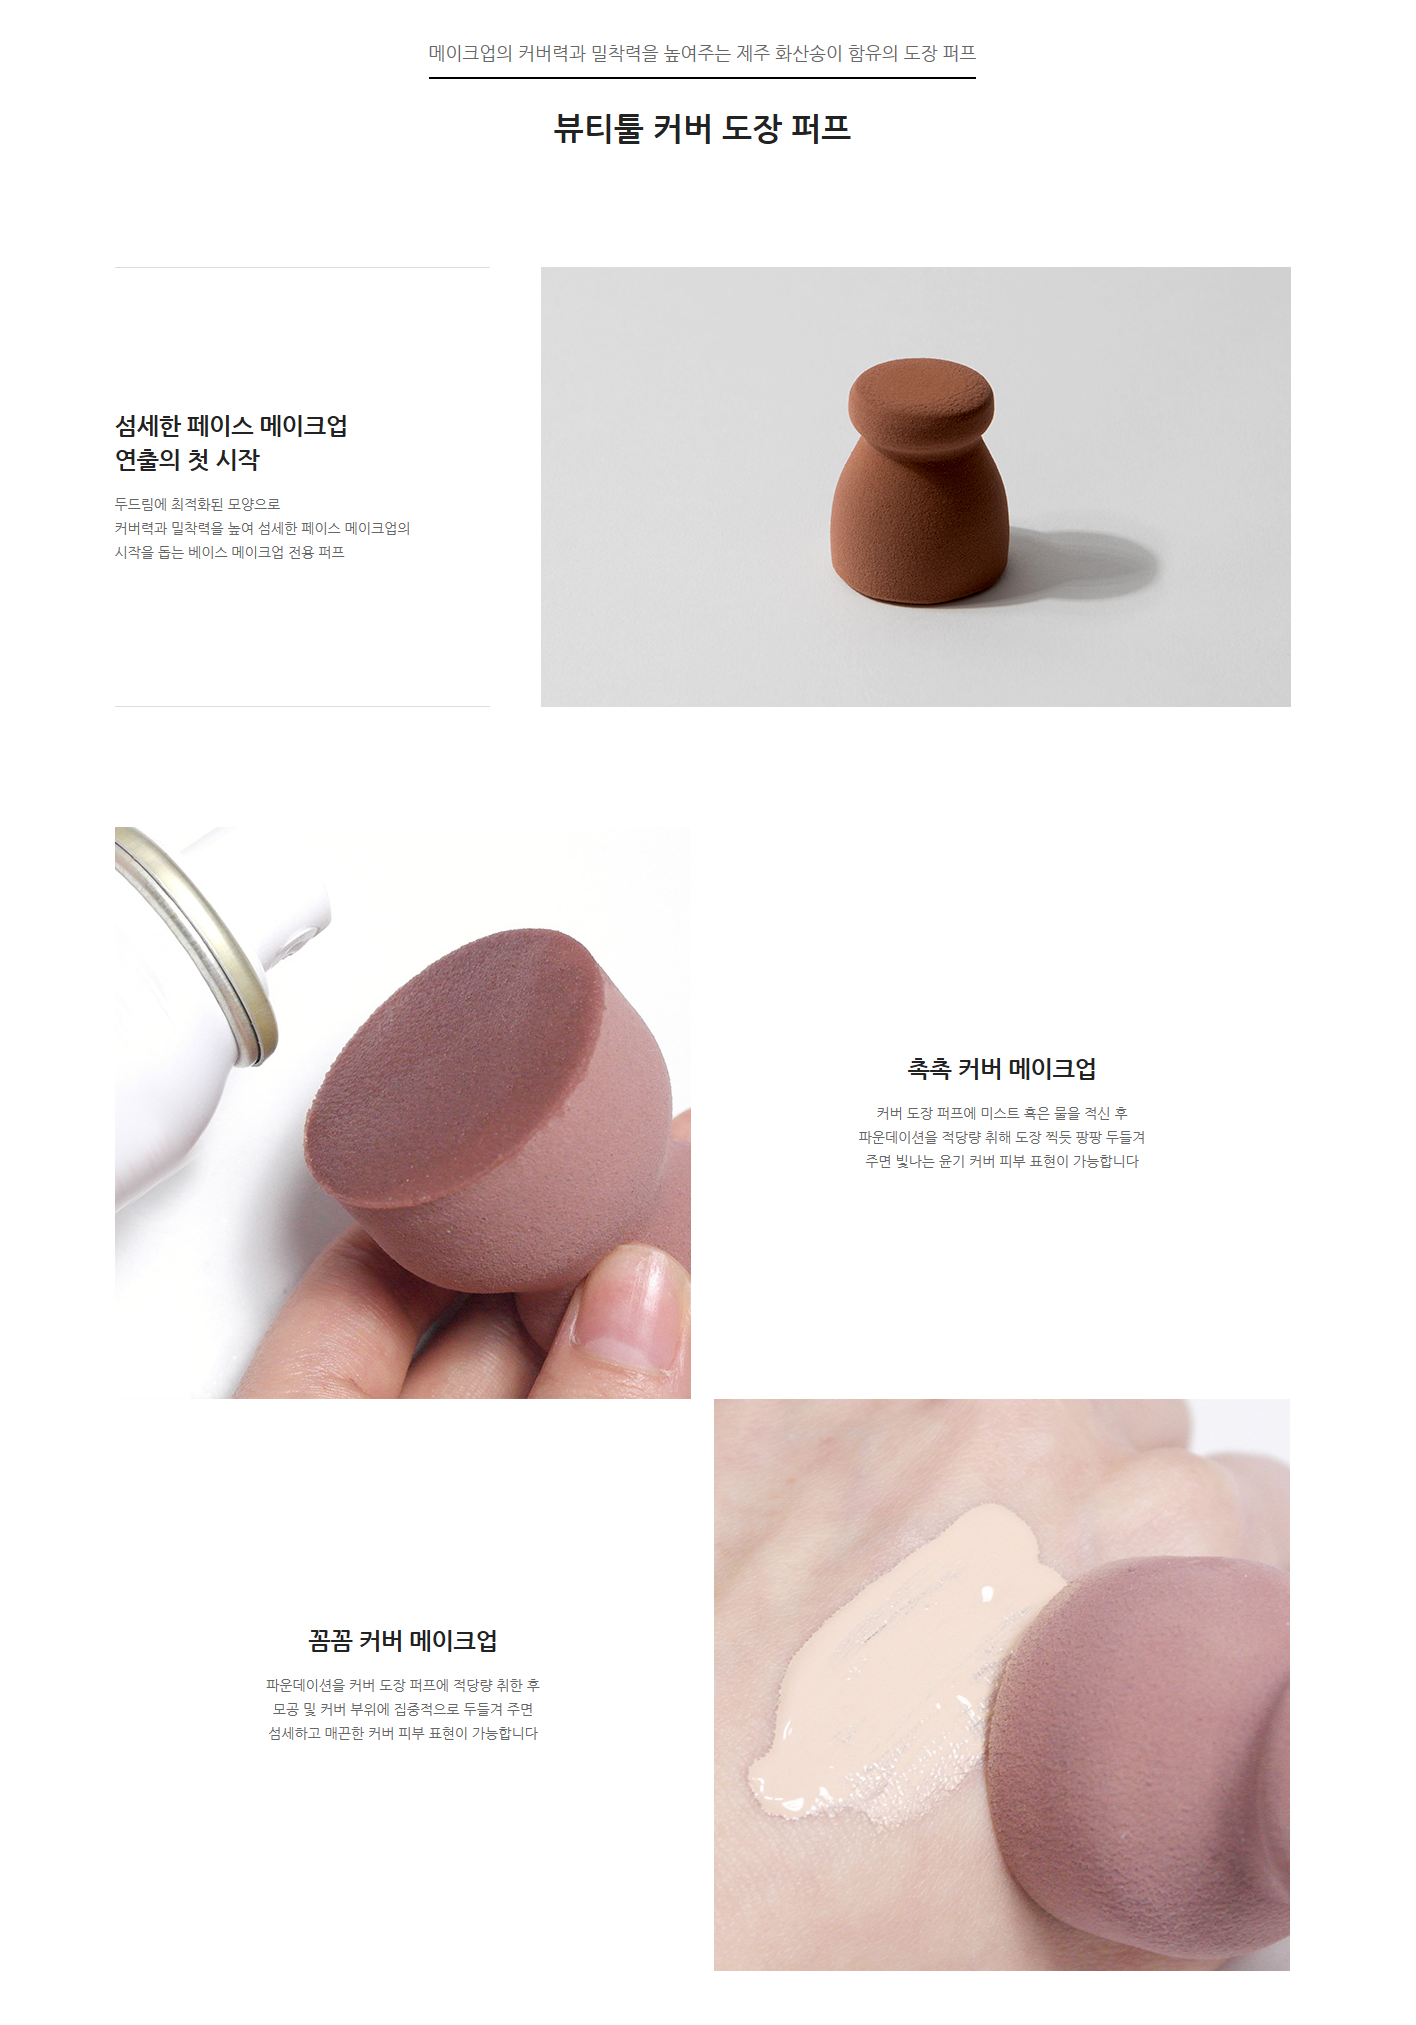 메이크업의 커버력과 밀착력을 높여주는 제주 화산송이 함유의 도장 퍼프
뷰티툴 커버 도장 퍼프
섬세한 페이스 메이크업
연출의 첫 시작
두드림에 최적화된 모양으로
커버력과 밀착력을 높여 섬세한 페이스 메이크업의
시작을 돕는 베이스 메이크업 전용 퍼프
촉촉 커버 메이크업
커버 도장 퍼프에 미스트 혹은 물을 적신 후
파운데이션을 적당량 취해 도장 찍듯 팡팡 두들겨
주면 빛나는 윤기 커버 피부 표현이 가능합니다
꼼꼼 커버 메이크업
파운데이션을 커버 도장 퍼프에 적당량 취한 후
모공 및 커버 부위에 집중적으로 두들겨 주면
섬세하고 매끈한 커버 피부 표현이 가능합니다